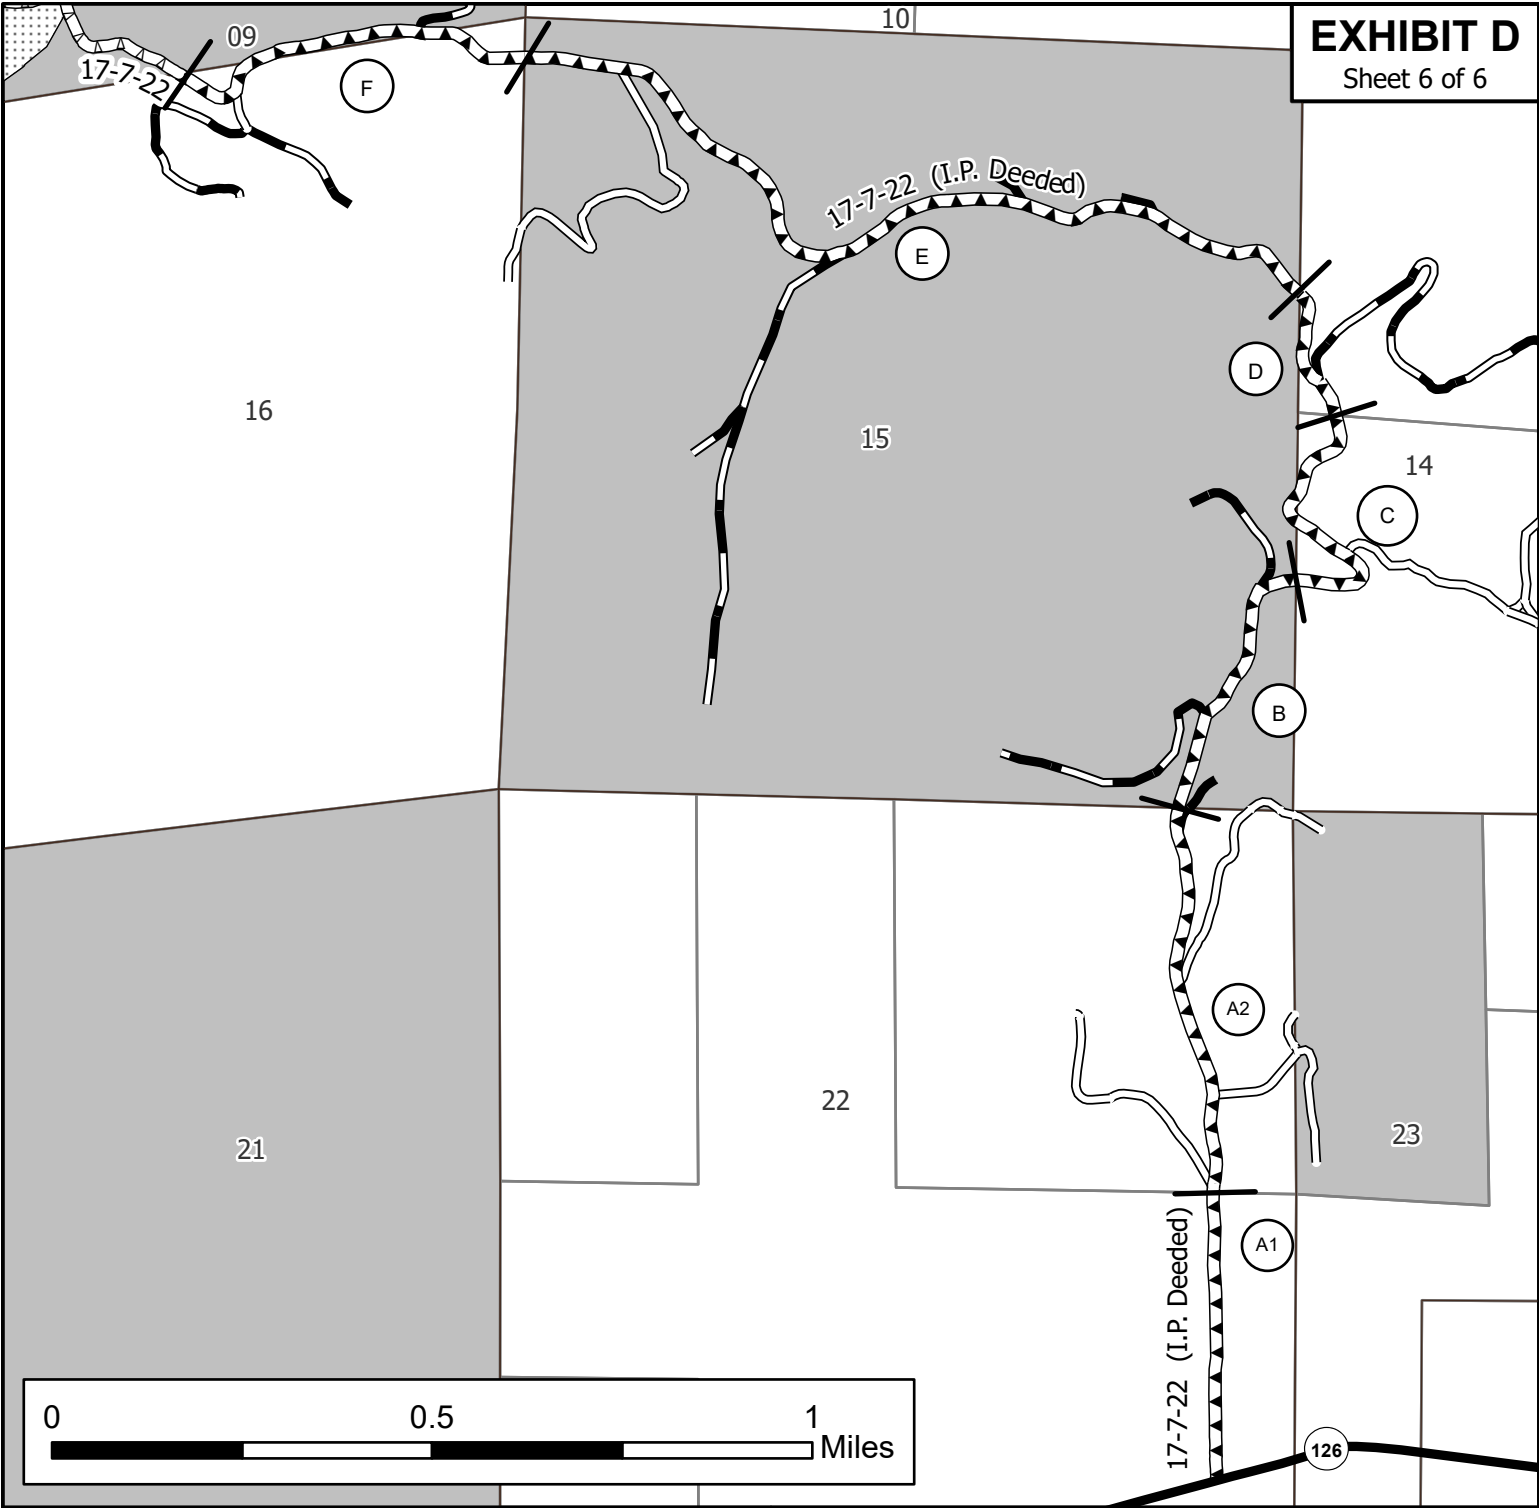 10
EXHIBIT D
Sheet 6 of 6
09
17-7-22
F
17-7-22 (I.P. Deeded)
E
D
16
15
14
C
B
A2
22
21
23
A1
17-7-22 (I.P. Deeded)
0 0.5 1
Miles
126